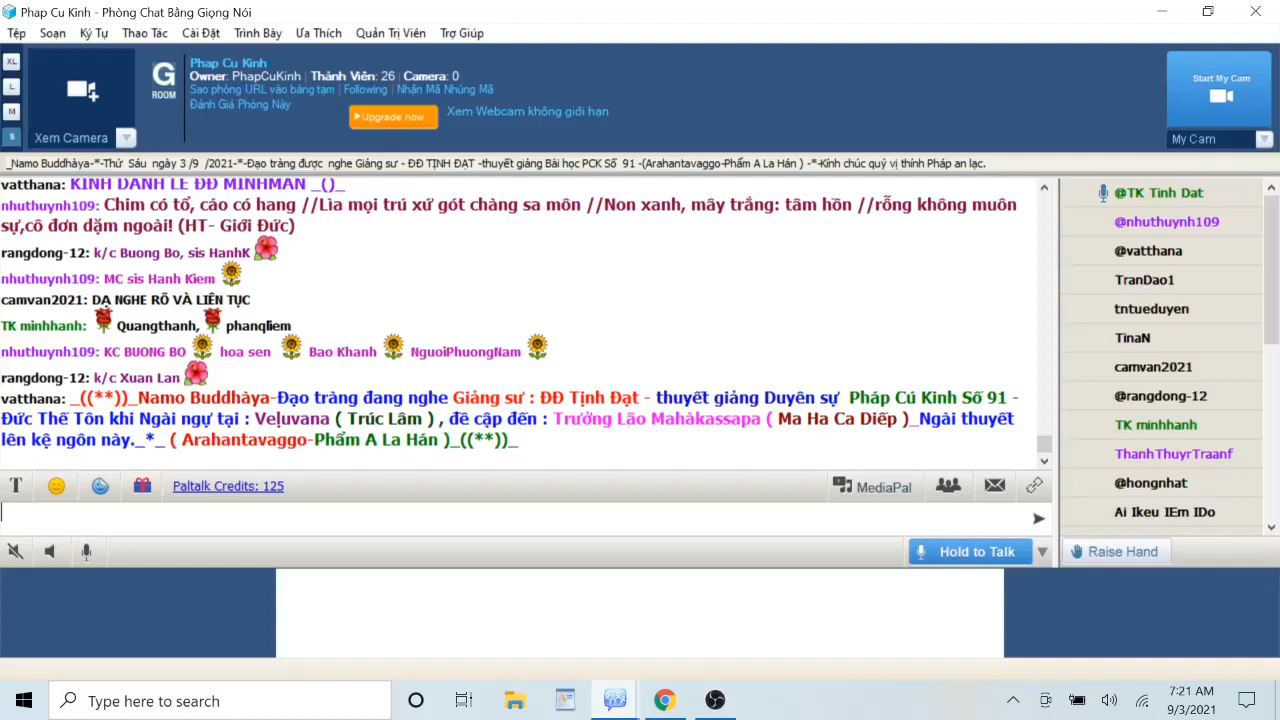 Phap Cu Kinh - Phòng Chat Bằng Giọng Nói
Tệp Soạn Ký Tự Thao Tác Cài Đặt Trình Bày Ưa Thích Quản Trị Viên Trợ Giúp
XL
L
M
S
Xem Camera
G
ROOM
Phap Cu Kinh
Owner: PhapCuKinh | Thành Viên: 26 | Camera: 0
Sao phòng URL vào bảng tạm | Following | Nhận Mã Nhúng Mã
Đánh Giá Phòng Này
Upgrade now
Xem Webcam không giới hạn
Start My Cam
My Cam
_Namo Buddhàya-*-Thứ Sáu ngày 3 /9 /2021-*-Đạo tràng được nghe Giảng sư - ĐĐ TỊNH ĐẠT -thuyết giảng Bài học PCK Số 91 -(Arahantavaggo-Phẩm A La Hán ) -*-Kính chúc quý vị thính Pháp an lạc.
vatthana: KÍNH DANH LE ĐĐ MINHMAN _()_
nhuthuynh109: Chim có tổ, cáo có hang //Lìa mọi trú xứ gót chàng sa môn //Non xanh, mây trắng: tâm hồn //rỗng không muôn
sự,cô đơn dặm ngoài! (HT- Giới Đức)
rangdong-12: k/c Buong Bo, sis HanhK
nhuthuynh109: MC sis Hanh Kiem
camvan2021: DẠ NGHE RÕ VÀ LIÊN TỤC
TK minhhanh: Quangthanh, phanqliem
nhuthuynh109: KC BUONG BO hoa sen Bao Khanh NguoiPhuongNam
rangdong-12: k/c Xuan Lan
vatthana: _((**))_Namo Buddhàya-Đạo tràng đang nghe Giảng sư : ĐĐ Tịnh Đạt - thuyết giảng Duyên sự Pháp Cú Kinh Số 91 -
Đức Thế Tôn khi Ngài ngự tại : Veḷuvana ( Trúc Lâm ) , đề cập đến : Trưởng Lão Mahàkassapa ( Ma Ha Ca Diếp )_Ngài thuyết
lên kệ ngôn này._*_ ( Arahantavaggo-Phẩm A La Hán )_((**))_
@TK Tinh Dat
@nhuthuynh109
@vatthana
TranDao1
tntueduyen
TinaN
camvan2021
@rangdong-12
TK minhhanh
ThanhThuyrTraanf
@hongnhat
Ai Ikeu IEm IDo
T
Paltalk Credits: 125
MediaPal
Hold to Talk
Raise Hand
Type here to search
7:21 AM
9/3/2021